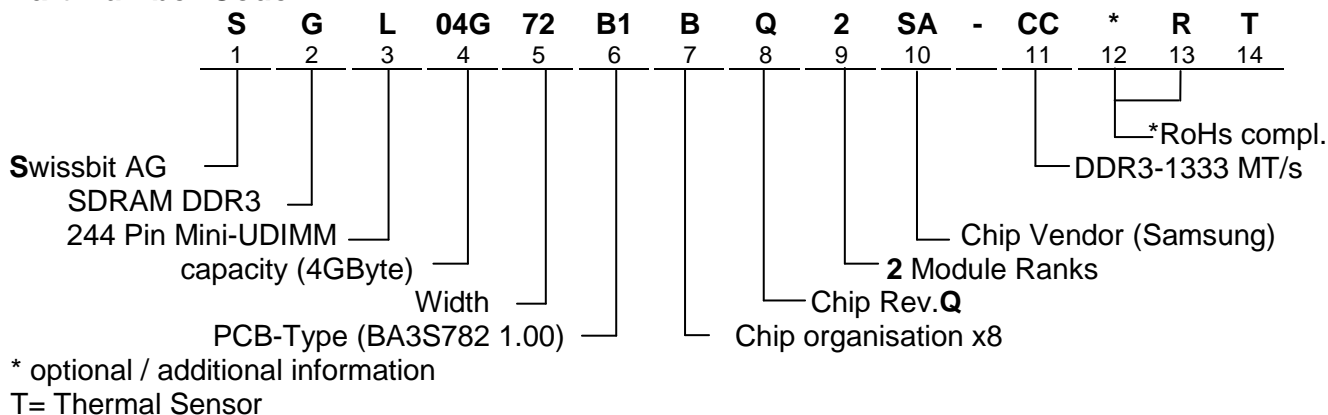 S G L 04G 72 B1 B Q 2 SA - CC * R T
1 2 3 4 5 6 7 8 9 10 11 12 13 14
*RoHs compl.
Swissbit AG DDR3-1333 MT/s
SDRAM DDR3
244 Pin Mini-UDIMM Chip Vendor (Samsung)
capacity (4GByte) 2 Module Ranks
Width Chip Rev.Q
PCB-Type (BA3S782 1.00) Chip organisation x8
* optional / additional information
T= Thermal Sensor